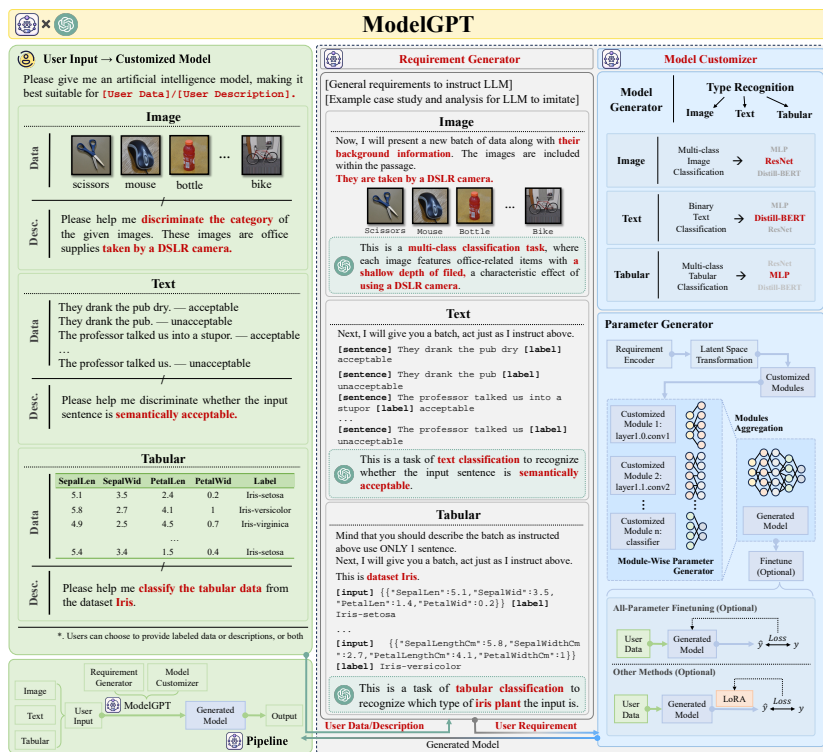 ModelGPT
×
User Input → Customized Model
Please give me an artificial intelligence model, making it
best suitable for [User Data]/[User Description].
Image
Data
scissors mouse bottle ... bike
Desc.
Please help me discriminate the category of
the given images. These images are office
supplies taken by a DSLR camera.
Text
Data
They drank the pub dry. — acceptable
They drank the pub. — unacceptable
The professor talked us into a stupor. — acceptable
...
The professor talked us. — unacceptable
Desc.
Please help me discriminate whether the input
sentence is semantically acceptable.
Tabular
Data
SepalLen SepalWid PetalLen PetalWid Label
5.1 3.5 2.4 0.2 Iris-setosa
5.8 2.7 4.1 1 Iris-versicolor
4.9 2.5 4.5 0.7 Iris-virginica
...
5.4 3.4 1.5 0.4 Iris-setosa
Desc.
Please help me classify the tabular data from
the dataset Iris.
*. Users can choose to provide labeled data or descriptions, or both
Requirement Generator
Model Customizer
Image
Text
Tabular
User Input
ModelGPT
Generated Model
Output
Pipeline
Requirement Generator
[General requirements to instruct LLM]
[Example case study and analysis for LLM to imitate]
Image
Now, I will present a new batch of data along with their
background information. The images are included
within the passage.
They are taken by a DSLR camera.
Scissors Mouse Bottle ... Bike
This is a multi-class classification task, where
each image features office-related items with a
shallow depth of filed, a characteristic effect of
using a DSLR camera.
Text
Next, I will give you a batch, act just as I instruct above.
[sentence] They drank the pub dry [label]
acceptable
[sentence] They drank the pub [label]
unacceptable
[sentence] The professor talked us into a
stupor [label] acceptable
...
[sentence] The professor talked us [label]
unacceptable
This is a task of text classification to recognize
whether the input sentence is semantically
acceptable.
Tabular
Mind that you should describe the batch as instructed
above use ONLY 1 sentence.
Next, I will give you a batch, act just as I instruct above.
This is dataset Iris.
[input] {{"SepalLen":5.1,"SepalWid":3.5,
"PetalLen":1.4,"PetalWid":0.2}} [label]
Iris-setosa
...
[input] {{"SepalLengthCm":5.8,"SepalWidthCm
":2.7,"PetalLengthCm":4.1,"PetalWidthCm":1}}
[label] Iris-versicolor
This is a task of tabular classification to
recognize which type of iris plant the input is.
User Data/Description
User Requirement
Generated Model
Model Customizer
Model Generator
Type Recognition
Image Text Tabular
Image
Multi-class Image Classification
→
MLP
ResNet
Distill-BERT
Text
Binary Text Classification
→
MLP
Distill-BERT
ResNet
Tabular
Multi-class Tabular Classification
→
ResNet
MLP
Distill-BERT
Parameter Generator
Requirement Encoder
Latent Space Transformation
Customized Modules
Customized Module 1: layer1.0.conv1
Customized Module 2: layer1.1.conv2
Customized Module n: classifier
Module-Wise Parameter Generator
Modules Aggregation
Generated Model
Finetune (Optional)
All-Parameter Finetuning (Optional)
User Data
Generated Model
ŷ Loss y
Other Methods (Optional)
User Data
Generated Model
LoRA
ŷ Loss y